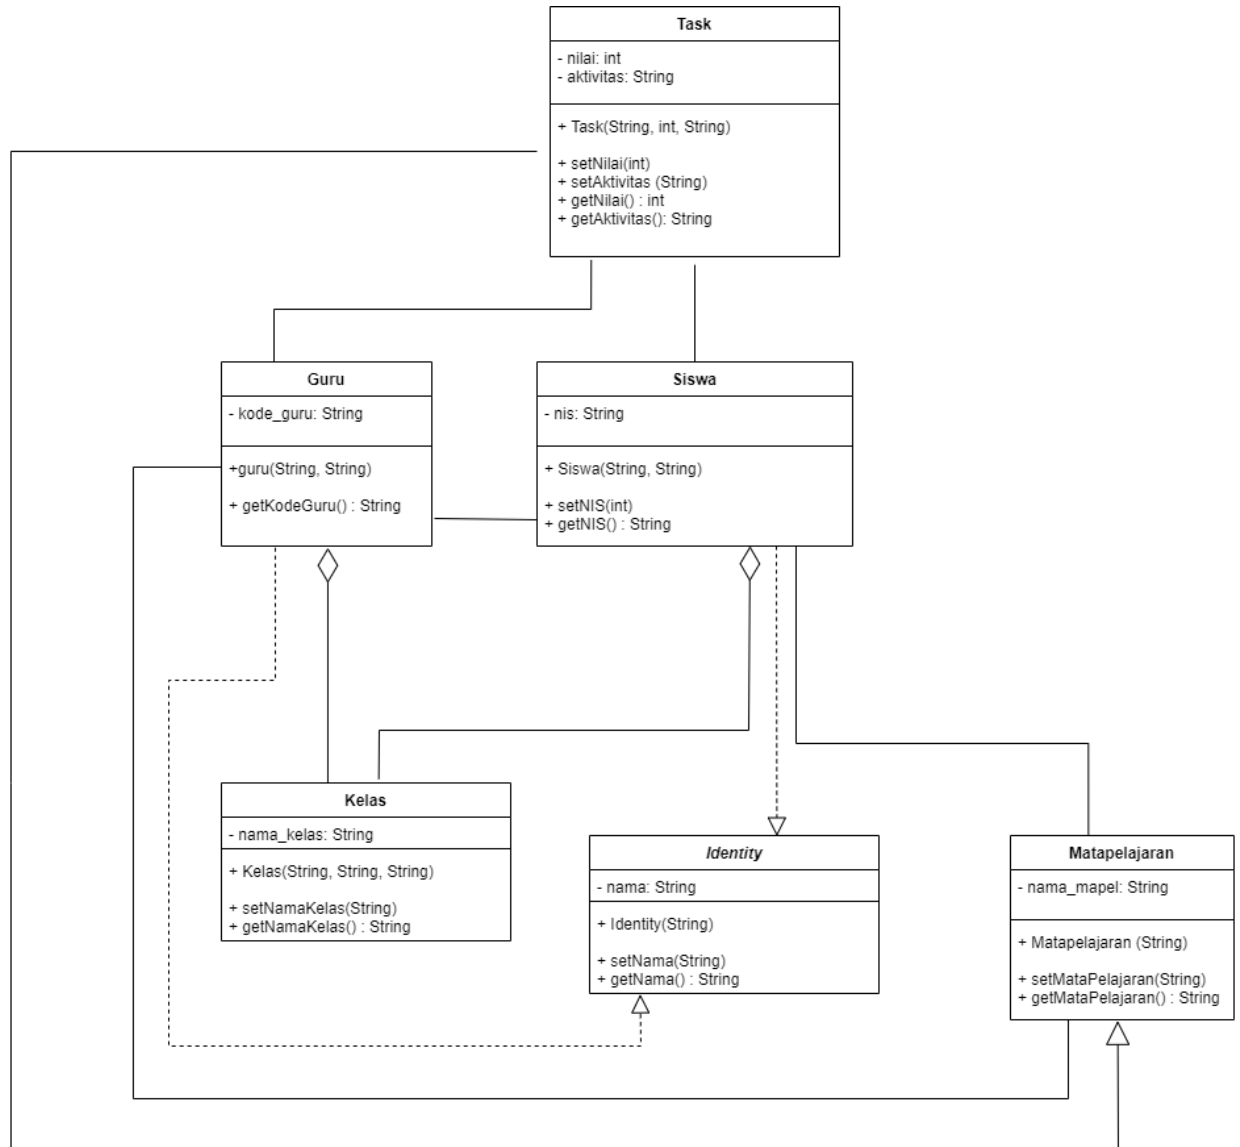 Task
- nilai: int
- aktivitas: String
+ Task(String, int, String)
+ setNilai(int)
+ setAktivitas (String)
+ getNilai() : int
+ getAktivitas(): String
Guru
- kode_guru: String
+guru(String, String)
+ getKodeGuru() : String
Siswa
- nis: String
+ Siswa(String, String)
+ setNIS(int)
+ getNIS() : String
Kelas
- nama_kelas: String
+ Kelas(String, String, String)
+ setNamaKelas(String)
+ getNamaKelas() : String
Identity
- nama: String
+ Identity(String)
+ setNama(String)
+ getNama() : String
Matapelajaran
- nama_mapel: String
+ Matapelajaran (String)
+ setMataPelajaran(String)
+ getMataPelajaran() : String